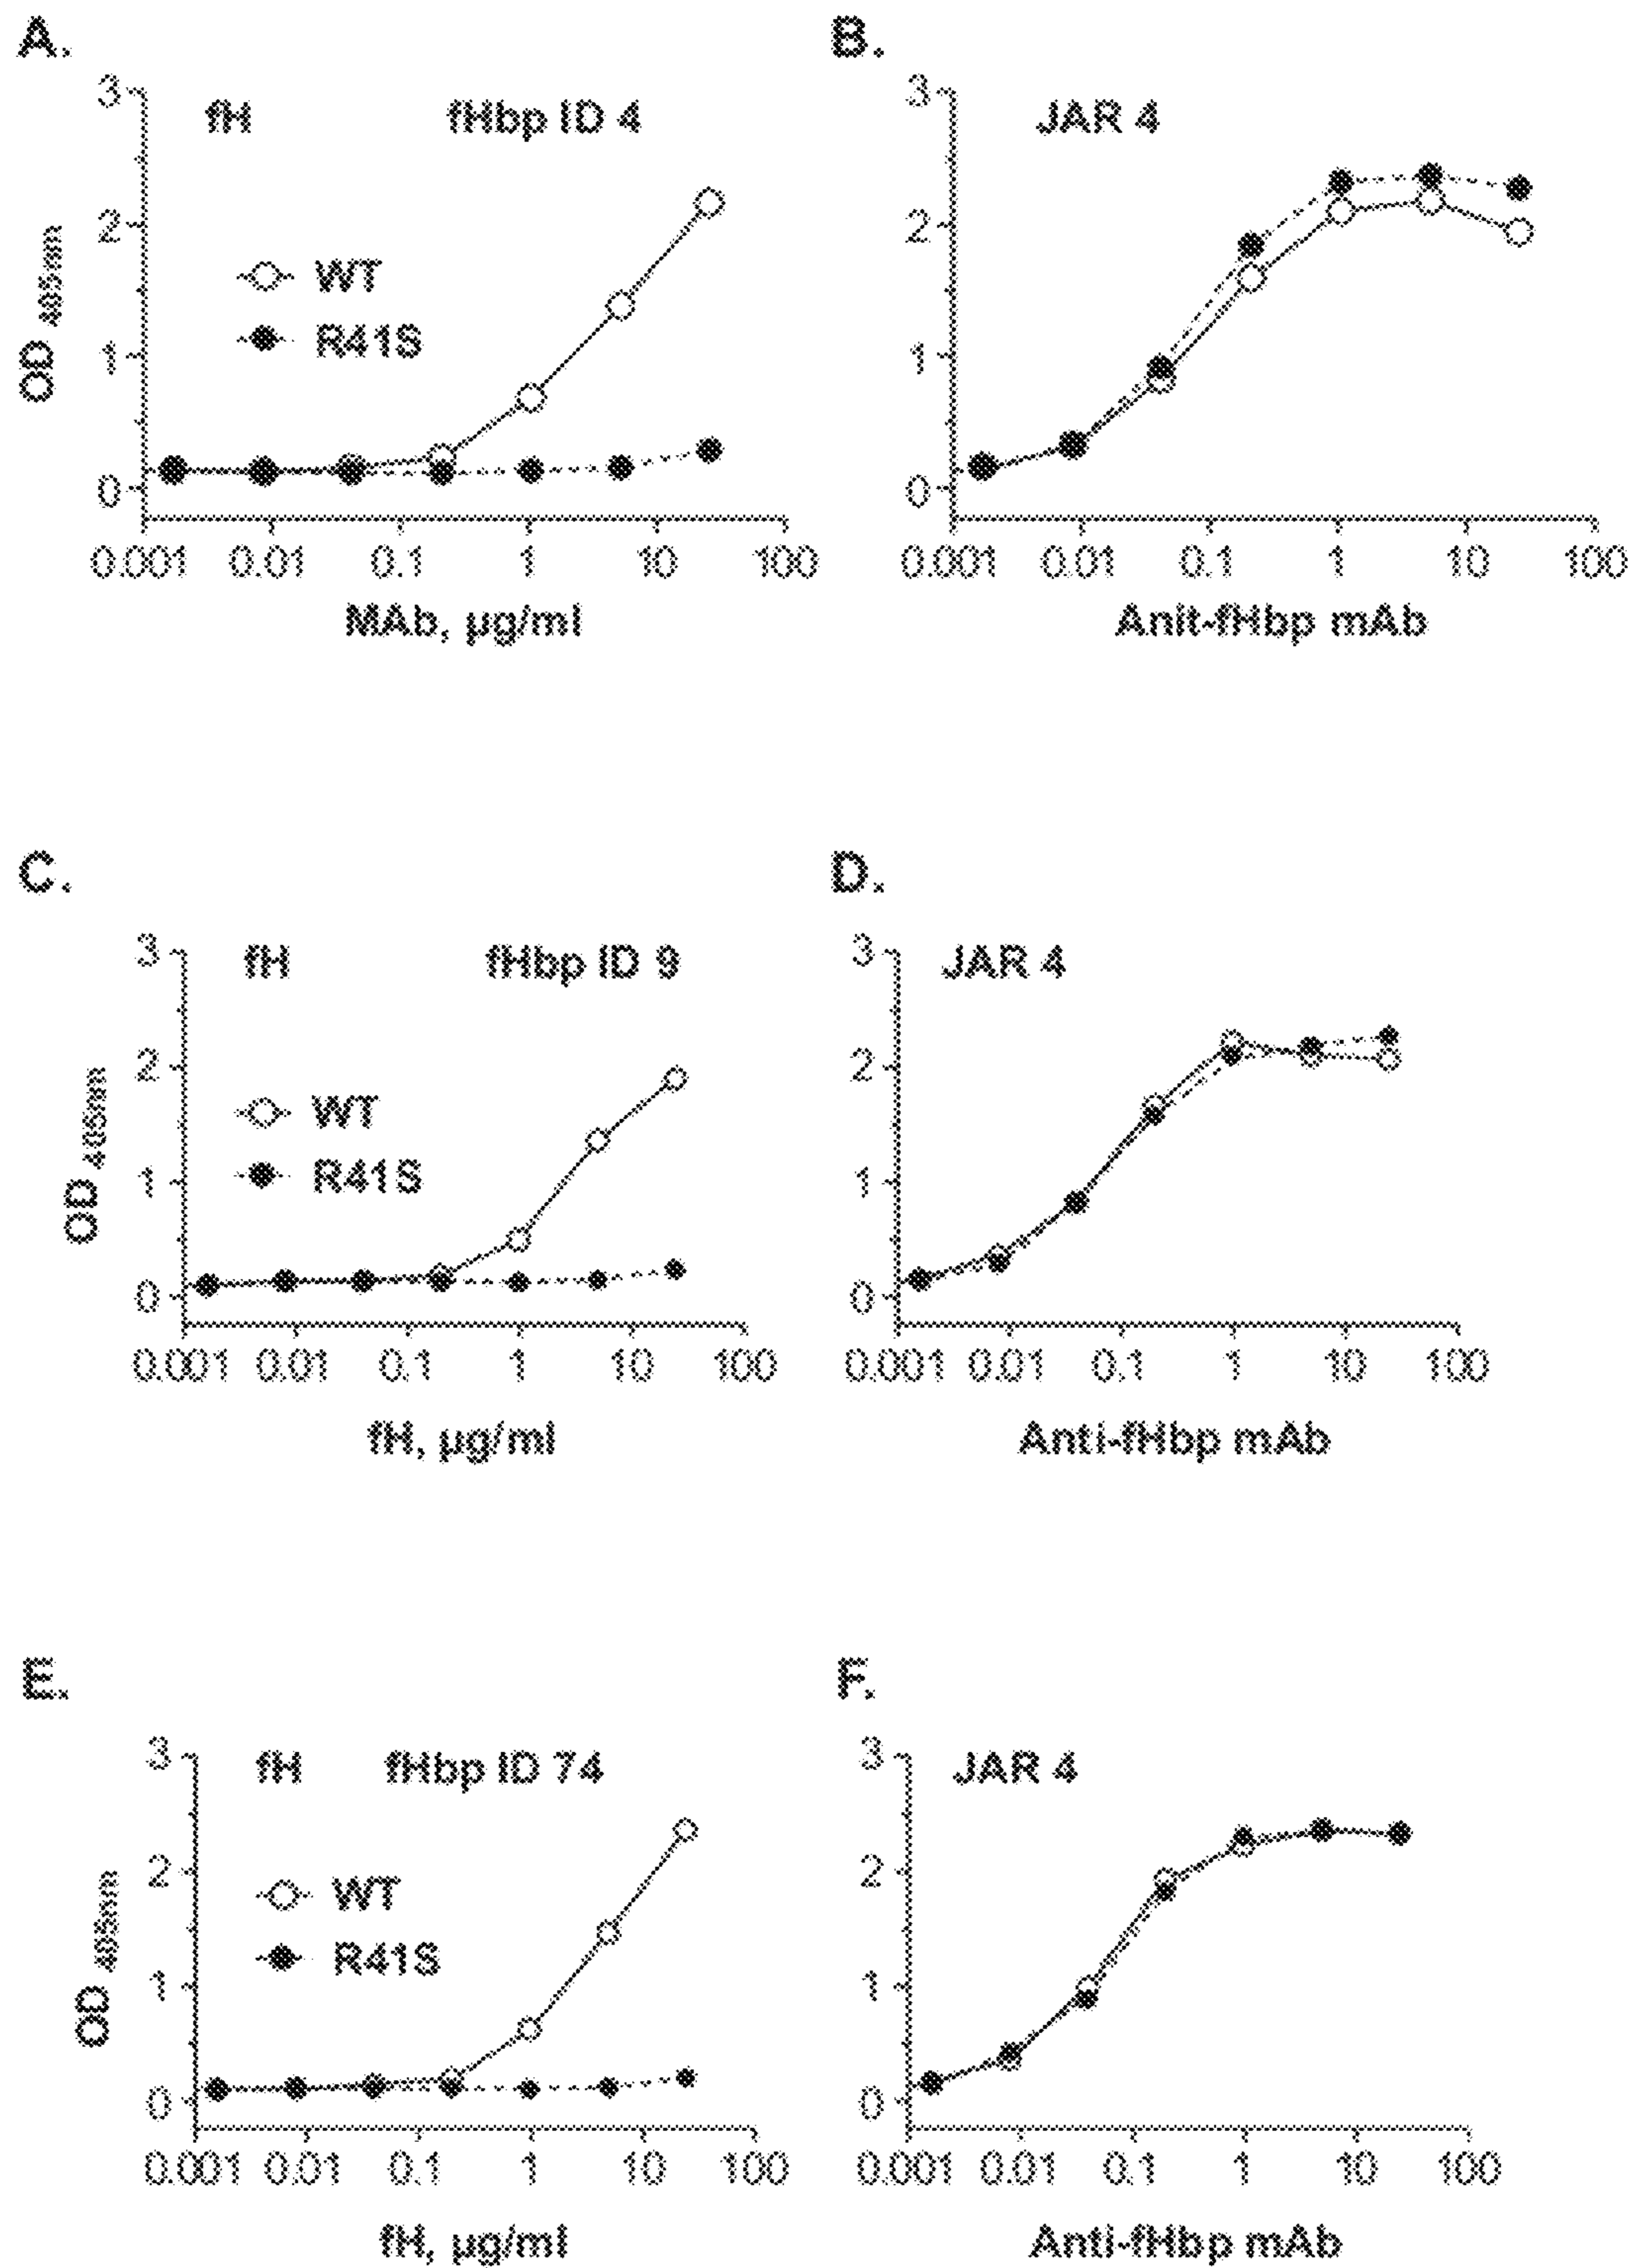 A.
fH fHbp ID 4
3
2
1
0
OD 405nm
WT
R41S
0.001 0.01 0.1 1 10 100
MAb, µg/ml
B.
JAR 4
3
2
1
0
0.001 0.01 0.1 1 10 100
Anit-fHbp mAb
C.
fH fHbp ID 9
3
2
1
0
OD 405nm
WT
R41S
0.001 0.01 0.1 1 10 100
fH, µg/ml
D.
JAR 4
3
2
1
0
0.001 0.01 0.1 1 10 100
Anti-fHbp mAb
E.
fH fHbp ID 74
3
2
1
0
OD 405nm
WT
R41S
0.001 0.01 0.1 1 10 100
fH, µg/ml
F.
JAR 4
3
2
1
0
0.001 0.01 0.1 1 10 100
Anti-fHbp mAb